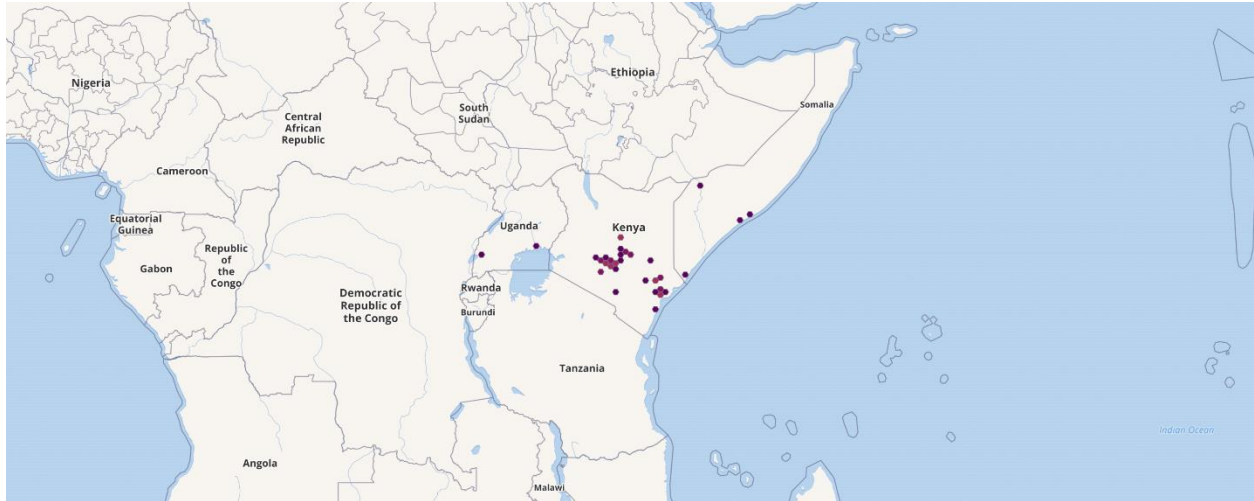 Nigeria
Ethiopia
Somalia
South
Sudan
Central
African
Republic
Cameroon
Equatorial
Guinea
Uganda
Kenya
Republic
of
the
Congo
Gabon
Rwanda
Democratic
Republic of
the Congo
Burundi
Tanzania
Indian Ocean
Angola
Malawi